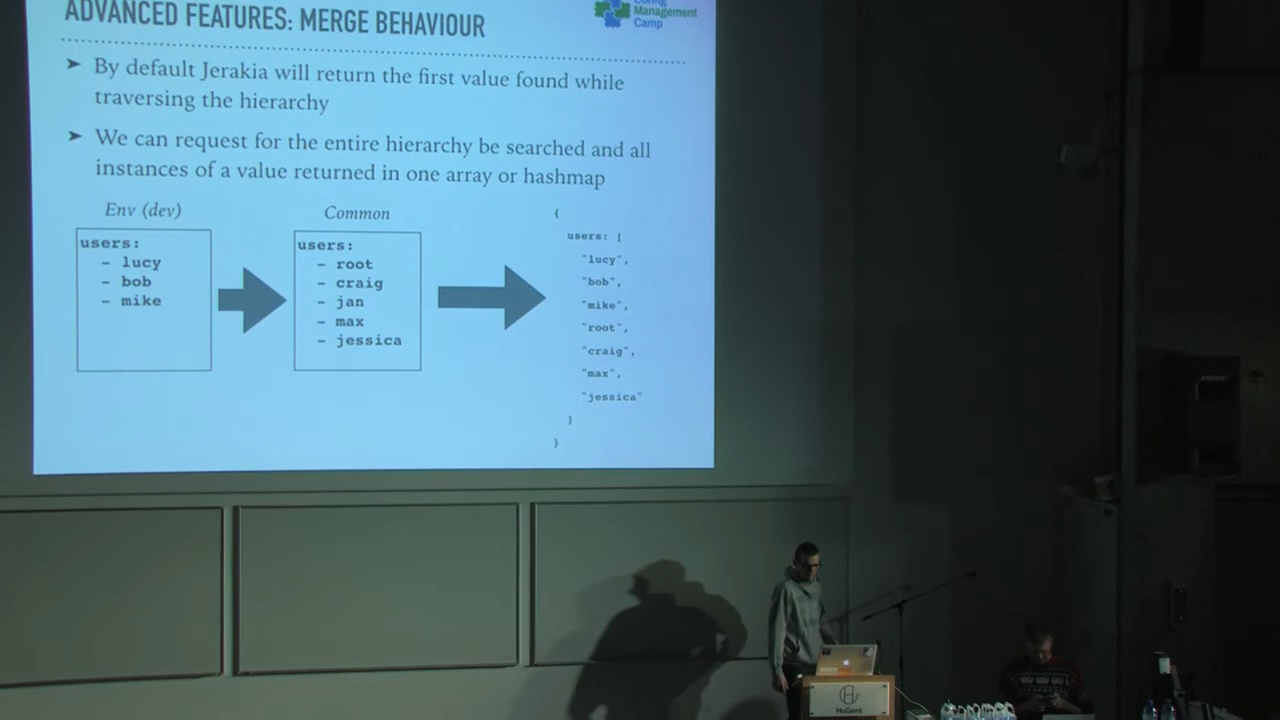 ADVANCED FEATURES: MERGE BEHAVIOUR
Config
Management
Camp
➤ By default Jerakia will return the first value found while
traversing the hierarchy
➤ We can request for the entire hierarchy be searched and all
instances of a value returned in one array or hashmap
Env (dev)
users:
- lucy
- bob
- mike
Common
users:
- root
- craig
- jan
- max
- jessica
{
users: [
"lucy",
"bob",
"mike",
"root",
"craig",
"max",
"jessica"
]
}
HoGent